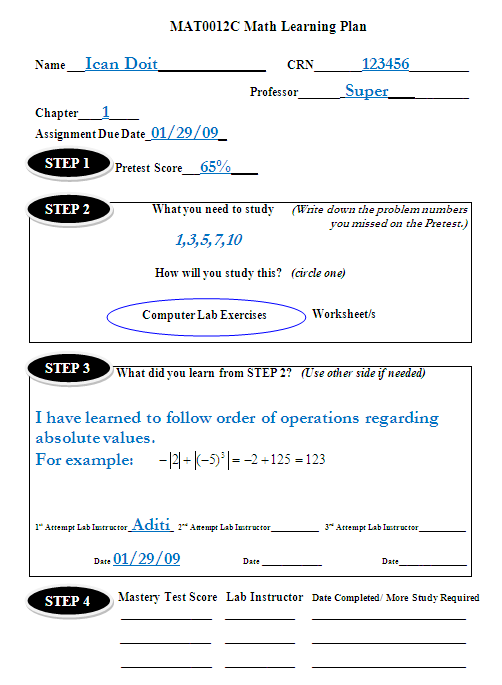 MAT0012C Math Learning Plan
Name Ican Doit CRN 123456
Professor Super
Chapter 1
Assignment Due Date 01/29/09
STEP 1 Pretest Score 65%
STEP 2 What you need to study (Write down the problem numbers
you missed on the Pretest.)
1,3,5,7,10
How will you study this? (circle one)
Computer Lab Exercises Worksheet/s
STEP 3 What did you learn from STEP 2? (Use other side if needed)
I have learned to follow order of operations regarding
absolute values.
For example: -|2|+|(-5)³|=-2+125=123
1st Attempt Lab Instructor Aditi 2nd Attempt Lab Instructor 3rd Attempt Lab Instructor
Date 01/29/09 Date Date
STEP 4 Mastery Test Score Lab Instructor Date Completed/ More Study Required